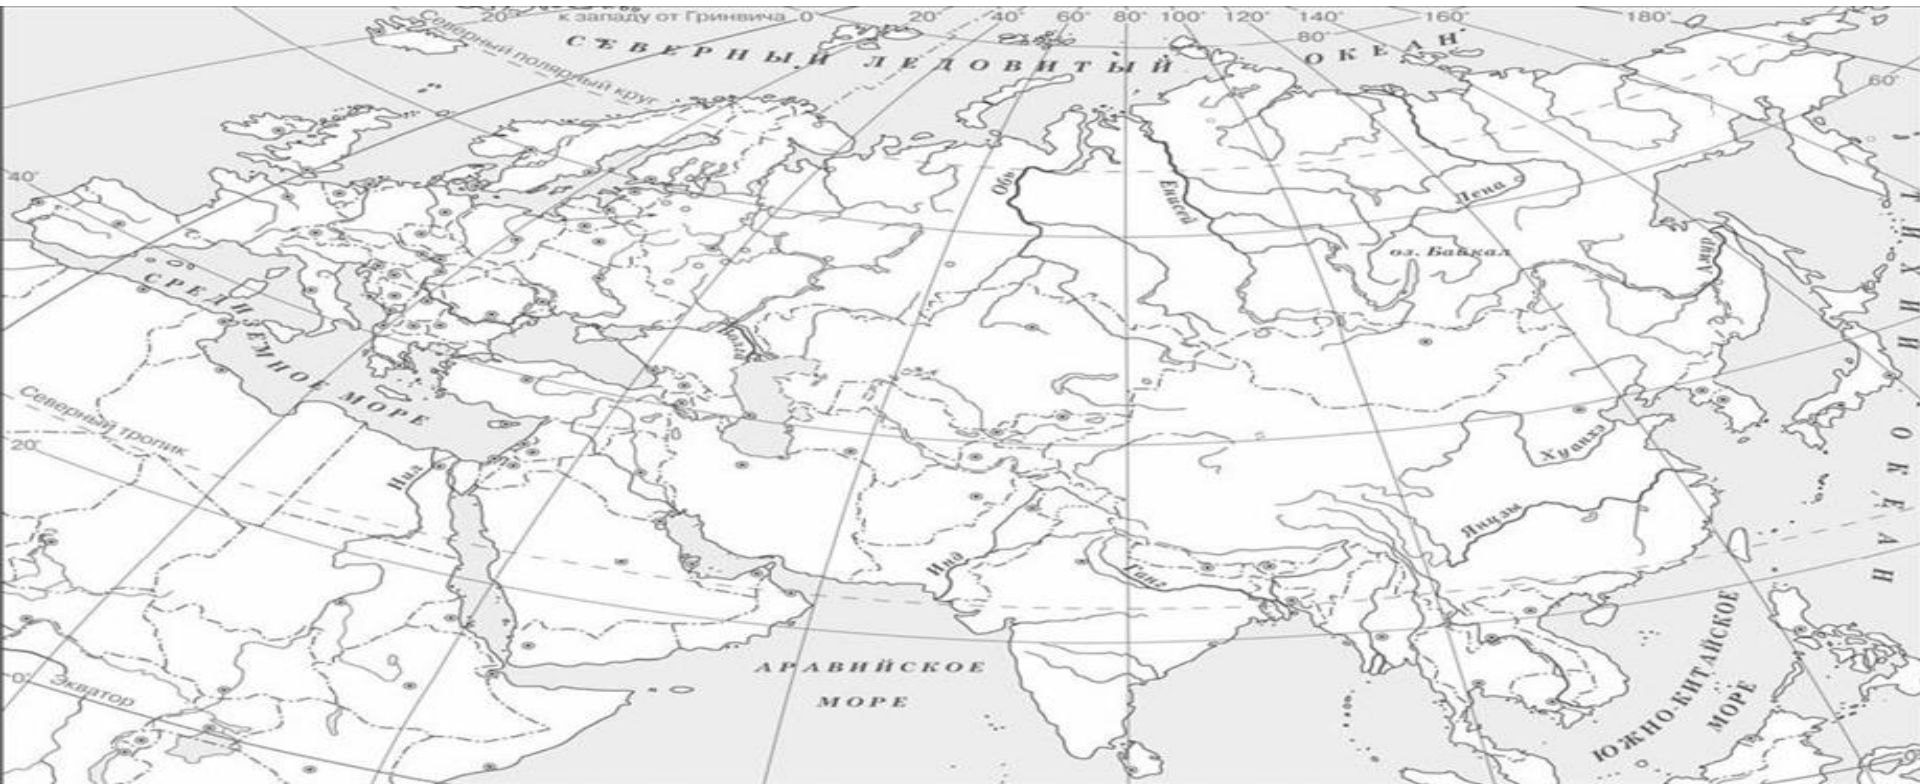 20°
к западу от Гринвича
0°
20°
40°
60°
80°
100°
120°
140°
160°
180°
Северный полярный круг
СЕВЕРНЫЙ ЛЕДОВИТЫЙ ОКЕАН
80°
60°
40°
Обь
Енисей
Лена
оз. Байкал
Амур
ТИХИЙ ОКЕАН
СРЕДИЗЕМНОЕ МОРЕ
Волга
Северный тропик
20°
Нил
Хуанхэ
Янцзы
Инд
Ганг
АРАВИЙСКОЕ
МОРЕ
ЮЖНО-КИТАЙСКОЕ
МОРЕ
0°
Экватор